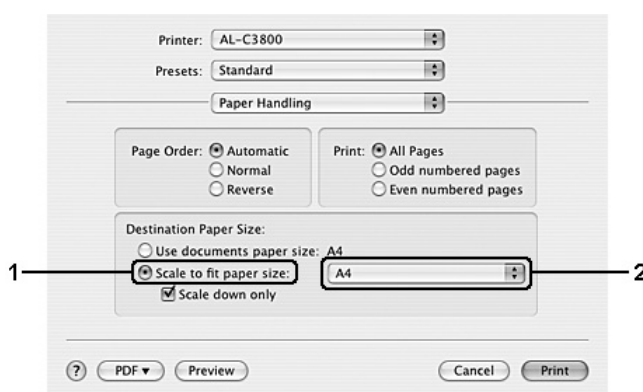 Printer: AL-C3800
Presets: Standard
Paper Handling
Page Order: Automatic
Normal
Reverse
Print: All Pages
Odd numbered pages
Even numbered pages
Destination Paper Size:
Use documents paper size: A4
1 Scale to fit paper size: A4 2
Scale down only
? PDF▼ Preview Cancel Print